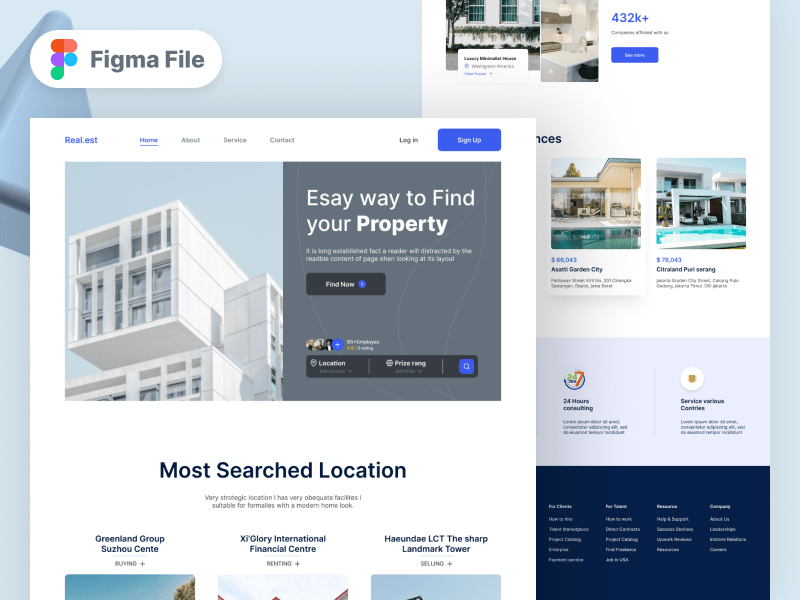 Figma File
Real.est
Home
About
Service
Contact
Log in
Sign Up
Esay way to Find
your Property
it is long established fact a reader will distracted by the
readble content of page ehen looking at its layout
Find Now
85+Employes
4.8 / 5 rating
Location
Prize rang
Most Searched Location
Very strotegic location I has very obequate facilites I
suitable for formalies with a modern home look.
Greenland Group
Suzhou Cente
BUYING +
Xi'Glory International
Financial Centre
RENTING +
Haeundae LCT The sharp
Landmark Tower
SELLING +
Luxury Minimalist House
Washignton America
View House >
432k+
Companies affilated with us
See more
nces
$ 66,043
Asatti Garden City
Pahlawan Street XVII No. 201 Cinangka
Sawangan, Depok, jawa Barat
$ 78,043
Citraland Puri serang
jakarta Graden City Street, Cakung Pulo
Gadung, jakarta Timur, DKI jakarta
24 Hours
consulting
Lorem ipsum dolor sit amet,
consectetur adipiscing elit, sed
do eiusmod tempor incididunt
Service various
Contries
Lorem ipsum dolor sit amet,
consectetur adipiscing elit, sed
do eiusmod tempor incididunt
For Clients
How to hire
Talent Marketplace
Project Catalog
Enterprise
Payment service
For Talent
How to work
Direct Contracts
Project Catalog
Find Freelance
Job in USA
Resource
Help & Support
Success Storioes
Upwork Reviews
Resources
Company
About Us
Leaderships
Instore Relations
Careers